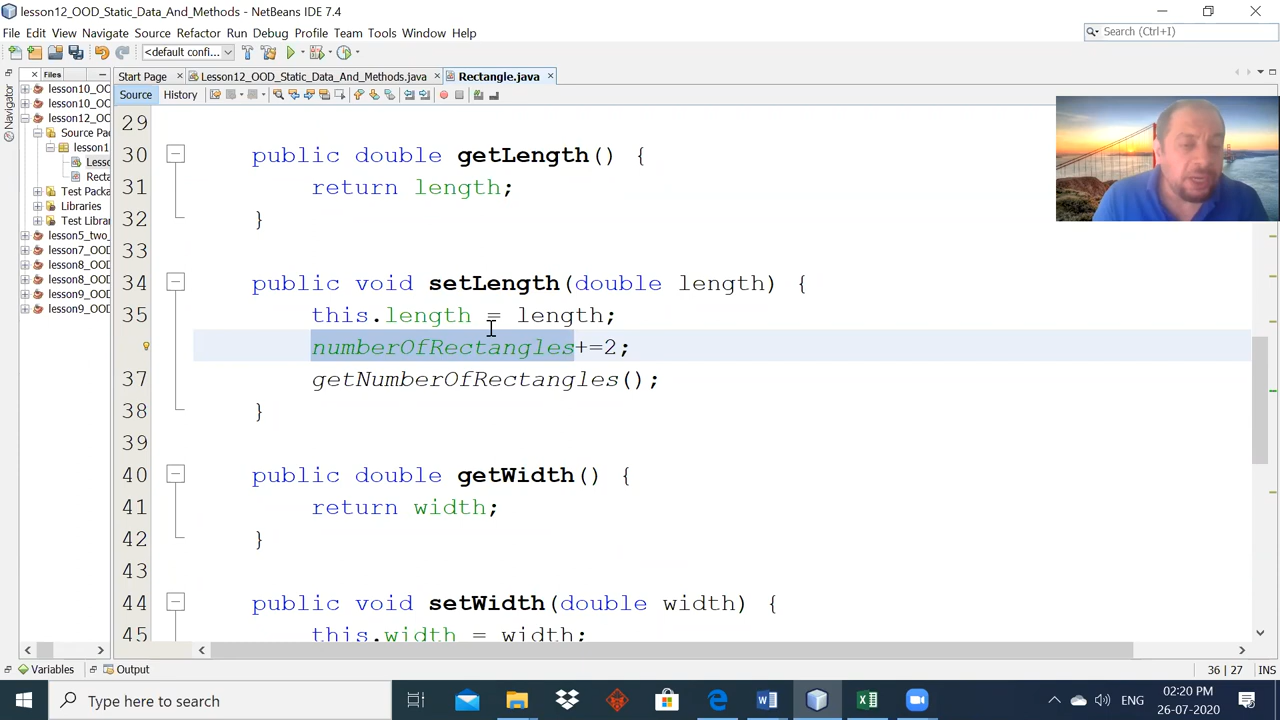 lesson12_OOD_Static_Data_And_Methods - NetBeans IDE 7.4
File Edit View Navigate Source Refactor Run Debug Profile Team Tools Window Help
Search (Ctrl+I)
<default confi...
Files
Start Page
Lesson12_OOD_Static_Data_And_Methods.java
Rectangle.java
Navigator
Source History
lesson10_OO
lesson10_OO
lesson12_OO
Source Pac
lesson1
Lesso
Recta
Test Packa
Libraries
Test Librar
lesson5_two_
lesson7_OOD
lesson8_OOD
lesson8_OOD
lesson9_OOD
lesson9_OOD
29
30 public double getLength() {
31 return length;
32 }
33
34 public void setLength(double length) {
35 this.length = length;
numberOfRectangles+=2;
37 getNumberOfRectangles();
38 }
39
40 public double getWidth() {
41 return width;
42 }
43
44 public void setWidth(double width) {
45 this.width = width;
Variables
Output
36 | 27 INS
Type here to search
ENG
02:20 PM
26-07-2020